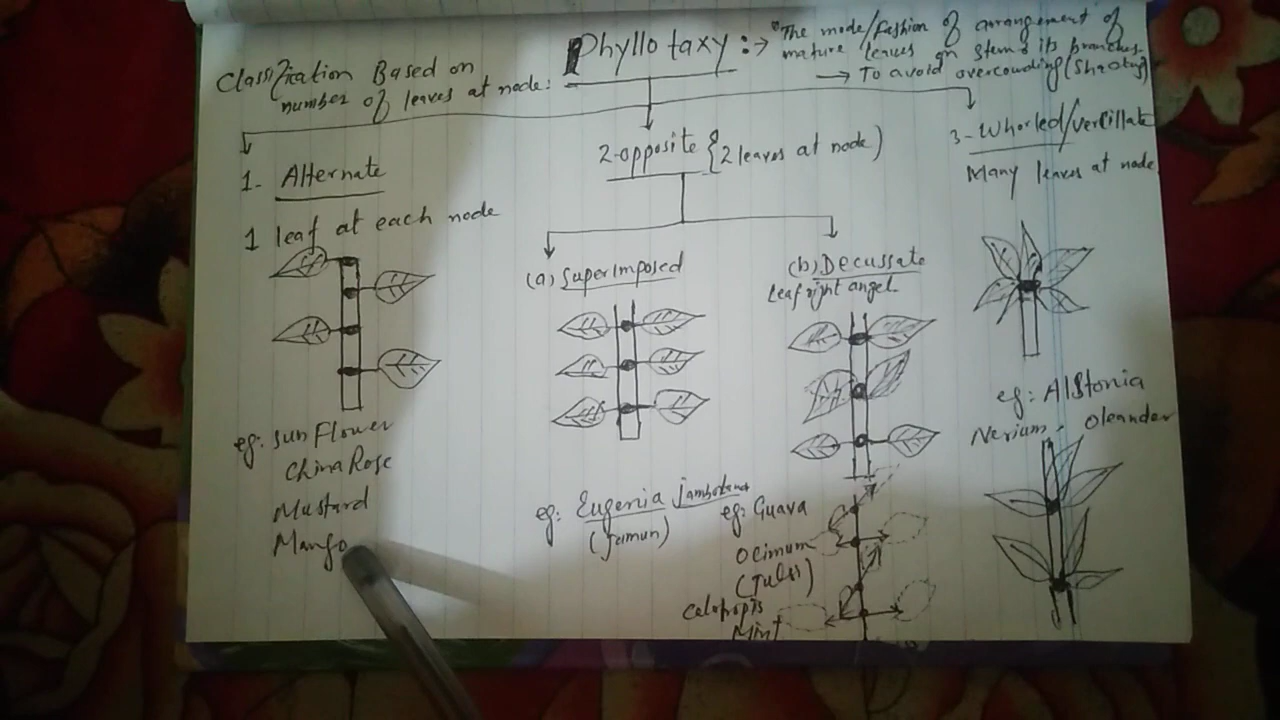 Phyllotaxy :→ "The mode/fashion of arrangement of
mature leaves on stem & its branches.
→ To avoid overcouding (Shading)
Classification Based on
number of leaves at node:
1. Alternate
1 leaf at each node
eg: sun Flower
China Rose
Mustard
Mango
2-opposite {2 leaves at node)
(a) Superimposed
eg: Eugenia Jambolana
(Jamun)
(b) Decussate
Leaf right angel.
eg: Guava
Ocimum
(Tulsi)
Calotropis
Mint
3-Whorled/Verticillate
Many leaves at node
eg: Alstonia
Nerium, Oleander